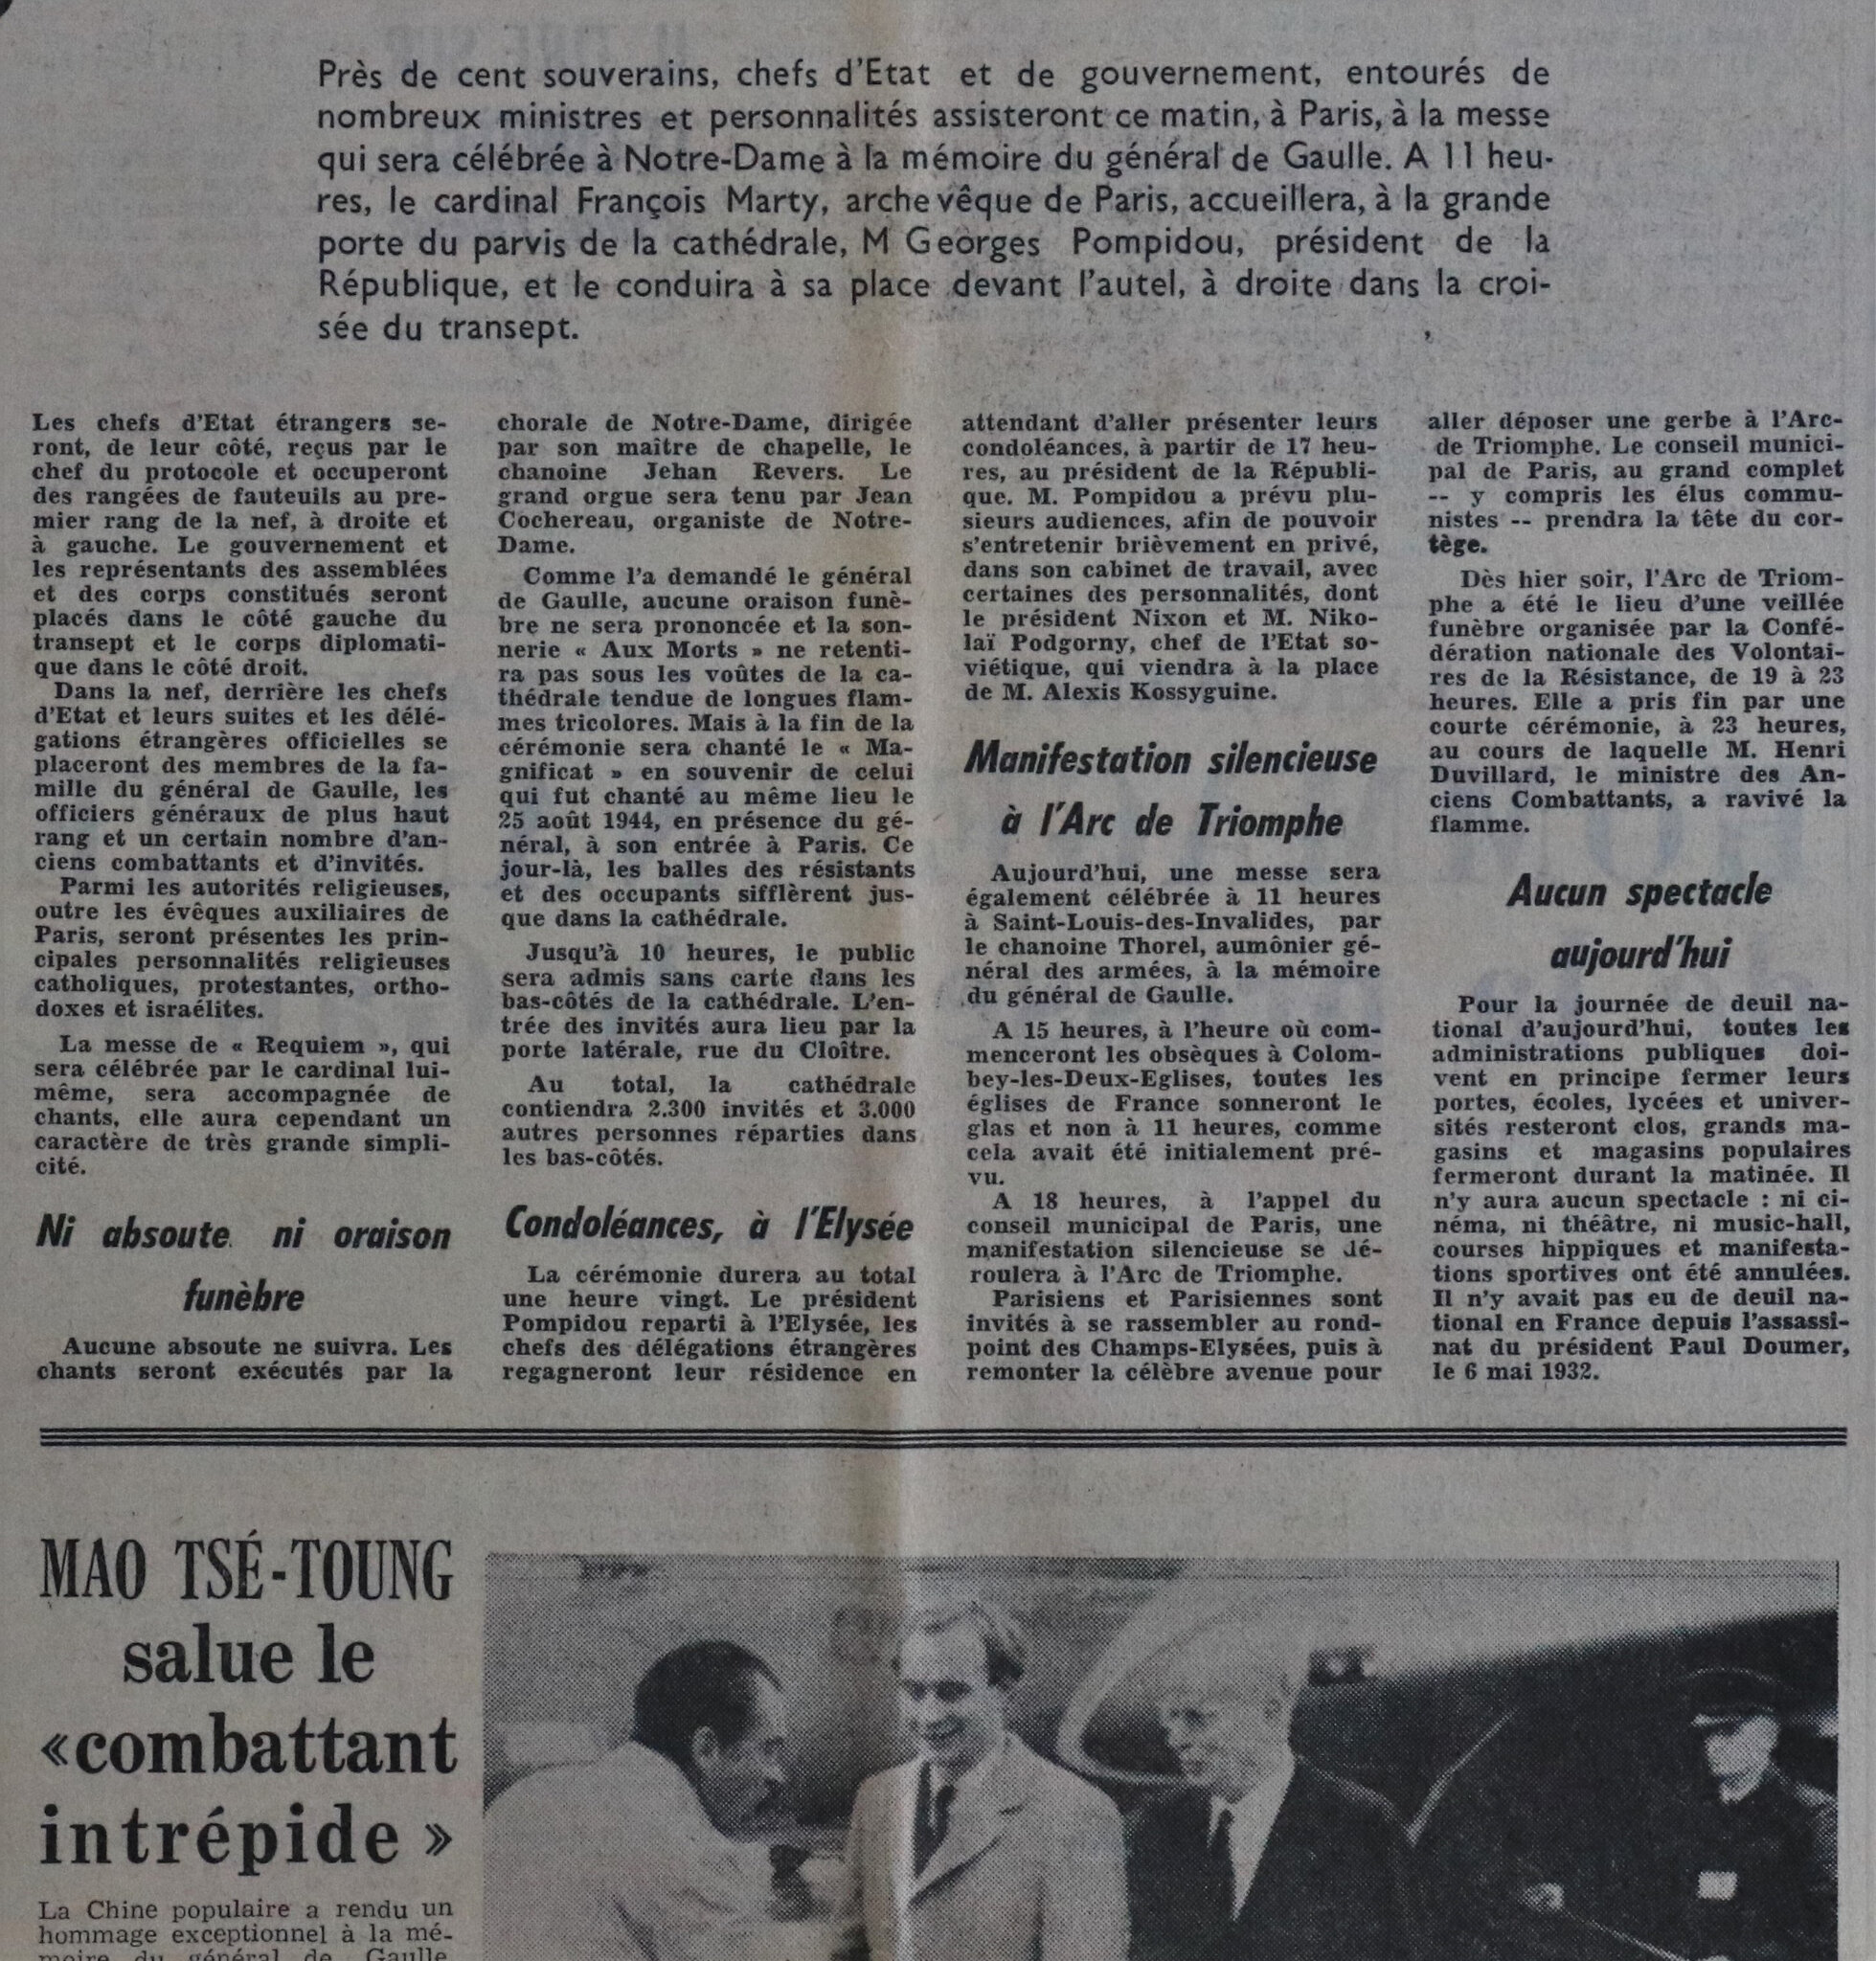 Près de cent souverains, chefs d'Etat et de gouvernement, entourés de
nombreux ministres et personnalités assisteront ce matin, à Paris, à la messe
qui sera célébrée à Notre-Dame à la mémoire du général de Gaulle. A 11 heu-
res, le cardinal François Marty, archevêque de Paris, accueillera, à la grande
porte du parvis de la cathédrale, M Georges Pompidou, président de la
République, et le conduira à sa place devant l'autel, à droite dans la croi-
sée du transept.
Les chefs d'Etat étrangers se-
ront, de leur côté, reçus par le
chef du protocole et occuperont
des rangées de fauteuils au pre-
mier rang de la nef, à droite et
à gauche. Le gouvernement et
les représentants des assemblées
et des corps constitués seront
placés dans le côté gauche du
transept et le corps diplomati-
que dans le côté droit.
Dans la nef, derrière les chefs
d'Etat et leurs suites et les délé-
gations étrangères officielles se
placeront des membres de la fa-
mille du général de Gaulle, les
officiers généraux de plus haut
rang et un certain nombre d'an-
ciens combattants et d'invités.
Parmi les autorités religieuses,
outre les évêques auxiliaires de
Paris, seront présentes les prin-
cipales personnalités religieuses
catholiques, protestantes, ortho-
doxes et israélites.
La messe de « Requiem », qui
sera célébrée par le cardinal lui-
même, sera accompagnée de
chants, elle aura cependant un
caractère de très grande simpli-
cité.
Ni absoute ni oraison
funèbre
Aucune absoute ne suivra. Les
chants seront exécutés par la
chorale de Notre-Dame, dirigée
par son maître de chapelle, le
chanoine Jehan Revers. Le
grand orgue sera tenu par Jean
Cochereau, organiste de Notre-
Dame.
Comme l'a demandé le général
de Gaulle, aucune oraison funè-
bre ne sera prononcée et la son-
nerie « Aux Morts » ne retenti-
ra pas sous les voûtes de la ca-
thédrale tendue de longues flam-
mes tricolores. Mais à la fin de la
cérémonie sera chanté le « Ma-
gnificat » en souvenir de celui
qui fut chanté au même lieu le
25 août 1944, en présence du gé-
néral, à son entrée à Paris. Ce
jour-là, les balles des résistants
et des occupants sifflèrent jus-
que dans la cathédrale.
Jusqu'à 10 heures, le public
sera admis sans carte dans les
bas-côtés de la cathédrale. L'en-
trée des invités aura lieu par la
porte latérale, rue du Cloître.
Au total, la cathédrale
contiendra 2.300 invités et 3.000
autres personnes réparties dans
les bas-côtés.
Condoléances, à l'Elysée
La cérémonie durera au total
une heure vingt. Le président
Pompidou reparti à l'Elysée, les
chefs des délégations étrangères
regagneront leur résidence en
attendant d'aller présenter leurs
condoléances, à partir de 17 heu-
res, au président de la Républi-
que. M. Pompidou a prévu plu-
sieurs audiences, afin de pouvoir
s'entretenir brièvement en privé,
dans son cabinet de travail, avec
certaines des personnalités, dont
le président Nixon et M. Niko-
laï Podgorny, chef de l'Etat so-
viétique, qui viendra à la place
de M. Alexis Kossyguine.
Manifestation silencieuse
à l'Arc de Triomphe
Aujourd'hui, une messe sera
également célébrée à 11 heures
à Saint-Louis-des-Invalides, par
le chanoine Thorel, aumônier gé-
néral des armées, à la mémoire
du général de Gaulle.
A 15 heures, à l'heure où com-
menceront les obsèques à Colom-
bey-les-Deux-Eglises, toutes les
églises de France sonneront le
glas et non à 11 heures, comme
cela avait été initialement pré-
vu.
A 18 heures, à l'appel du
conseil municipal de Paris, une
manifestation silencieuse se dé-
roulera à l'Arc de Triomphe.
Parisiens et Parisiennes sont
invités à se rassembler au rond-
point des Champs-Elysées, puis à
remonter la célèbre avenue pour
aller déposer une gerbe à l'Arc-
de Triomphe. Le conseil munici-
pal de Paris, au grand complet
-- y compris les élus commu-
nistes -- prendra la tête du cor-
tège.
Dès hier soir, l'Arc de Triom-
phe a été le lieu d'une veillée
funèbre organisée par la Confé-
dération nationale des Volontai-
res de la Résistance, de 19 à 23
heures. Elle a pris fin par une
courte cérémonie, à 23 heures,
au cours de laquelle M. Henri
Duvillard, le ministre des An-
ciens Combattants, a ravivé la
flamme.
Aucun spectacle
aujourd'hui
Pour la journée de deuil na-
tional d'aujourd'hui, toutes les
administrations publiques doi-
vent en principe fermer leurs
portes, écoles, lycées et univer-
sités resteront clos, grands ma-
gasins et magasins populaires
fermeront durant la matinée. Il
n'y aura aucun spectacle : ni ci-
néma, ni théâtre, ni music-hall,
courses hippiques et manifesta-
tions sportives ont été annulées.
Il n'y avait pas eu de deuil na-
tional en France depuis l'assassi-
nat du président Paul Doumer,
le 6 mai 1932.
MAO TSÉ-TOUNG
salue le
«combattant
intrépide »
La Chine populaire a rendu un
hommage exceptionnel à la mé-
moire du général de Gaulle